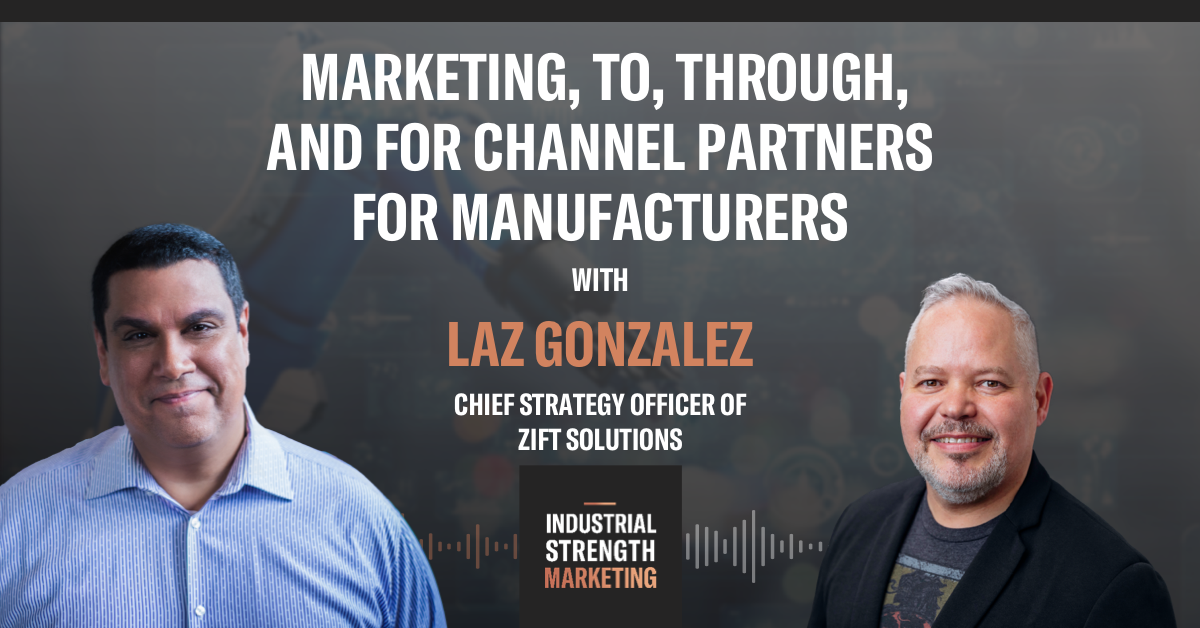 MARKETING, TO, THROUGH,
AND FOR CHANNEL PARTNERS
FOR MANUFACTURERS
WITH
LAZ GONZALEZ
CHIEF STRATEGY OFFICER OF
ZIFT SOLUTIONS
INDUSTRIAL
STRENGTH
MARKETING